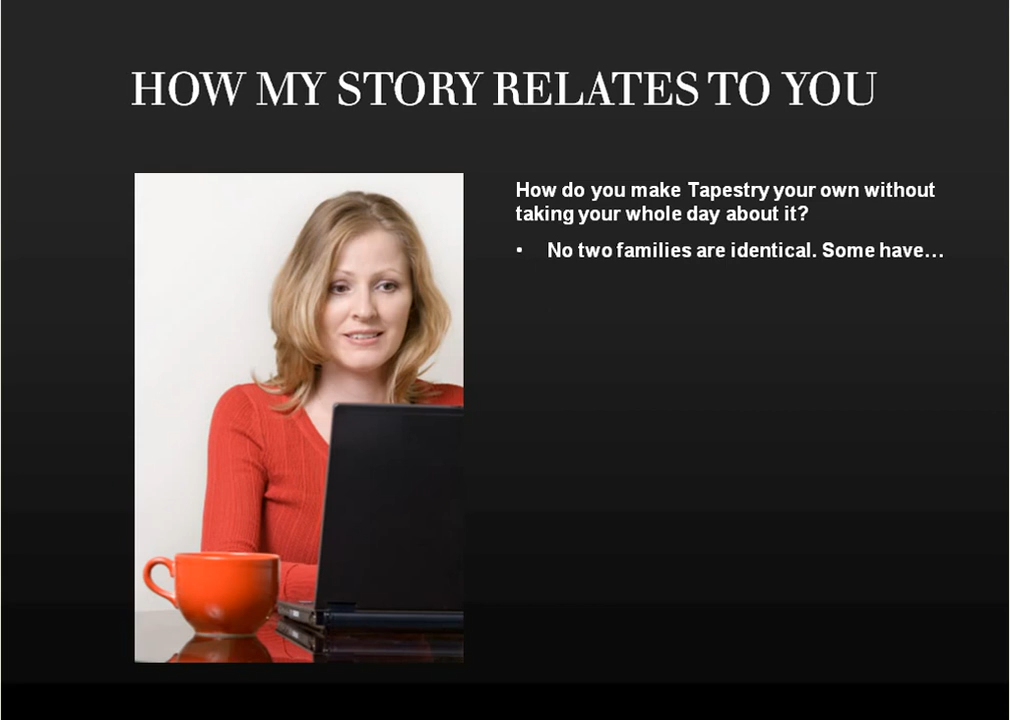 HOW MY STORY RELATES TO YOU
How do you make Tapestry your own without
taking your whole day about it?
• No two families are identical. Some have…